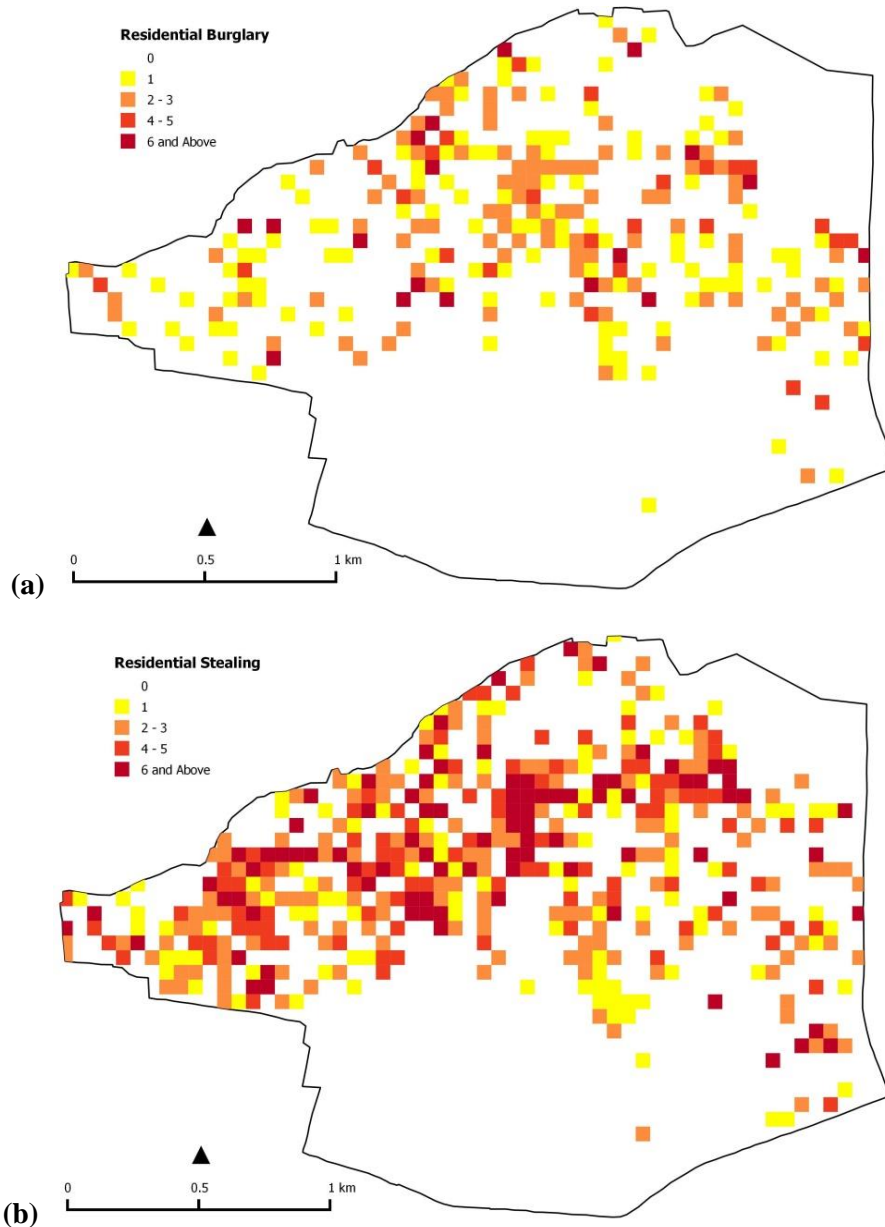 Residential Burglary
0
1
2 - 3
4 - 5
6 and Above
0 0.5 1 km
(a)
Residential Stealing
0
1
2 - 3
4 - 5
6 and Above
0 0.5 1 km
(b)